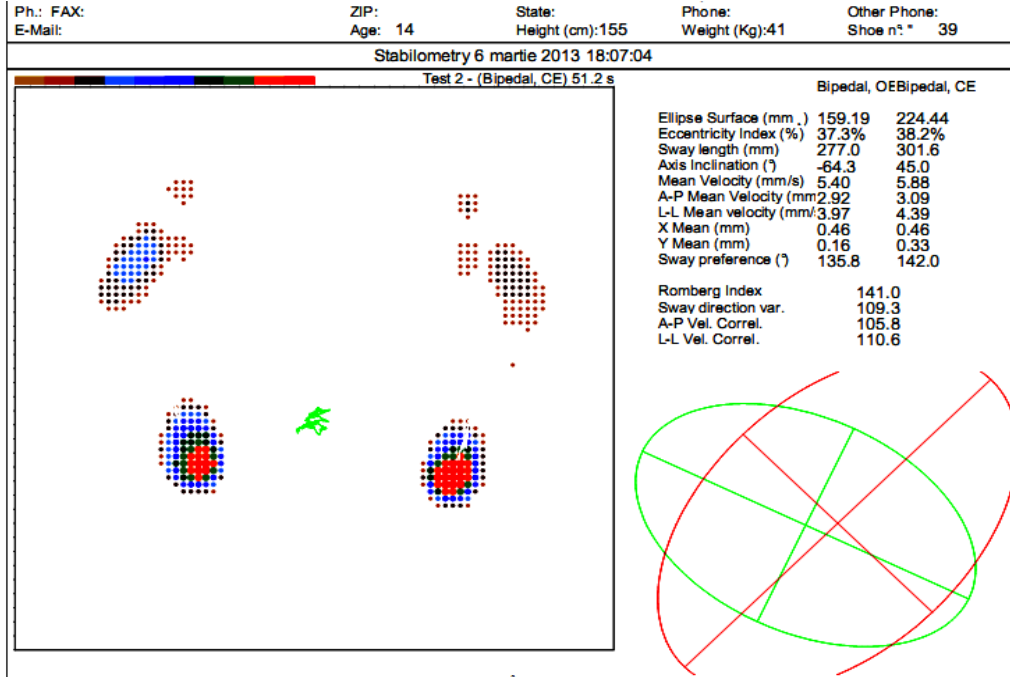 Ph.: FAX: ZIP: State: Phone: Other Phone:
E-Mail: Age: 14 Height (cm):155 Weight (Kg):41 Shoe n°: 39
Stabilometry 6 martie 2013 18:07:04
Test 2 - (Bipedal, CE) 51.2 s
Bipedal, OEBipedal, CE
Ellipse Surface (mm ) 159.19 224.44
Eccentricity Index (%) 37.3% 38.2%
Sway length (mm) 277.0 301.6
Axis Inclination (°) -64.3 45.0
Mean Velocity (mm/s) 5.40 5.88
A-P Mean Velocity (mm 2.92 3.09
L-L Mean velocity (mm/ 3.97 4.39
X Mean (mm) 0.46 0.46
Y Mean (mm) 0.16 0.33
Sway preference (°) 135.8 142.0
Romberg Index 141.0
Sway direction var. 109.3
A-P Vel. Correl. 105.8
L-L Vel. Correl. 110.6